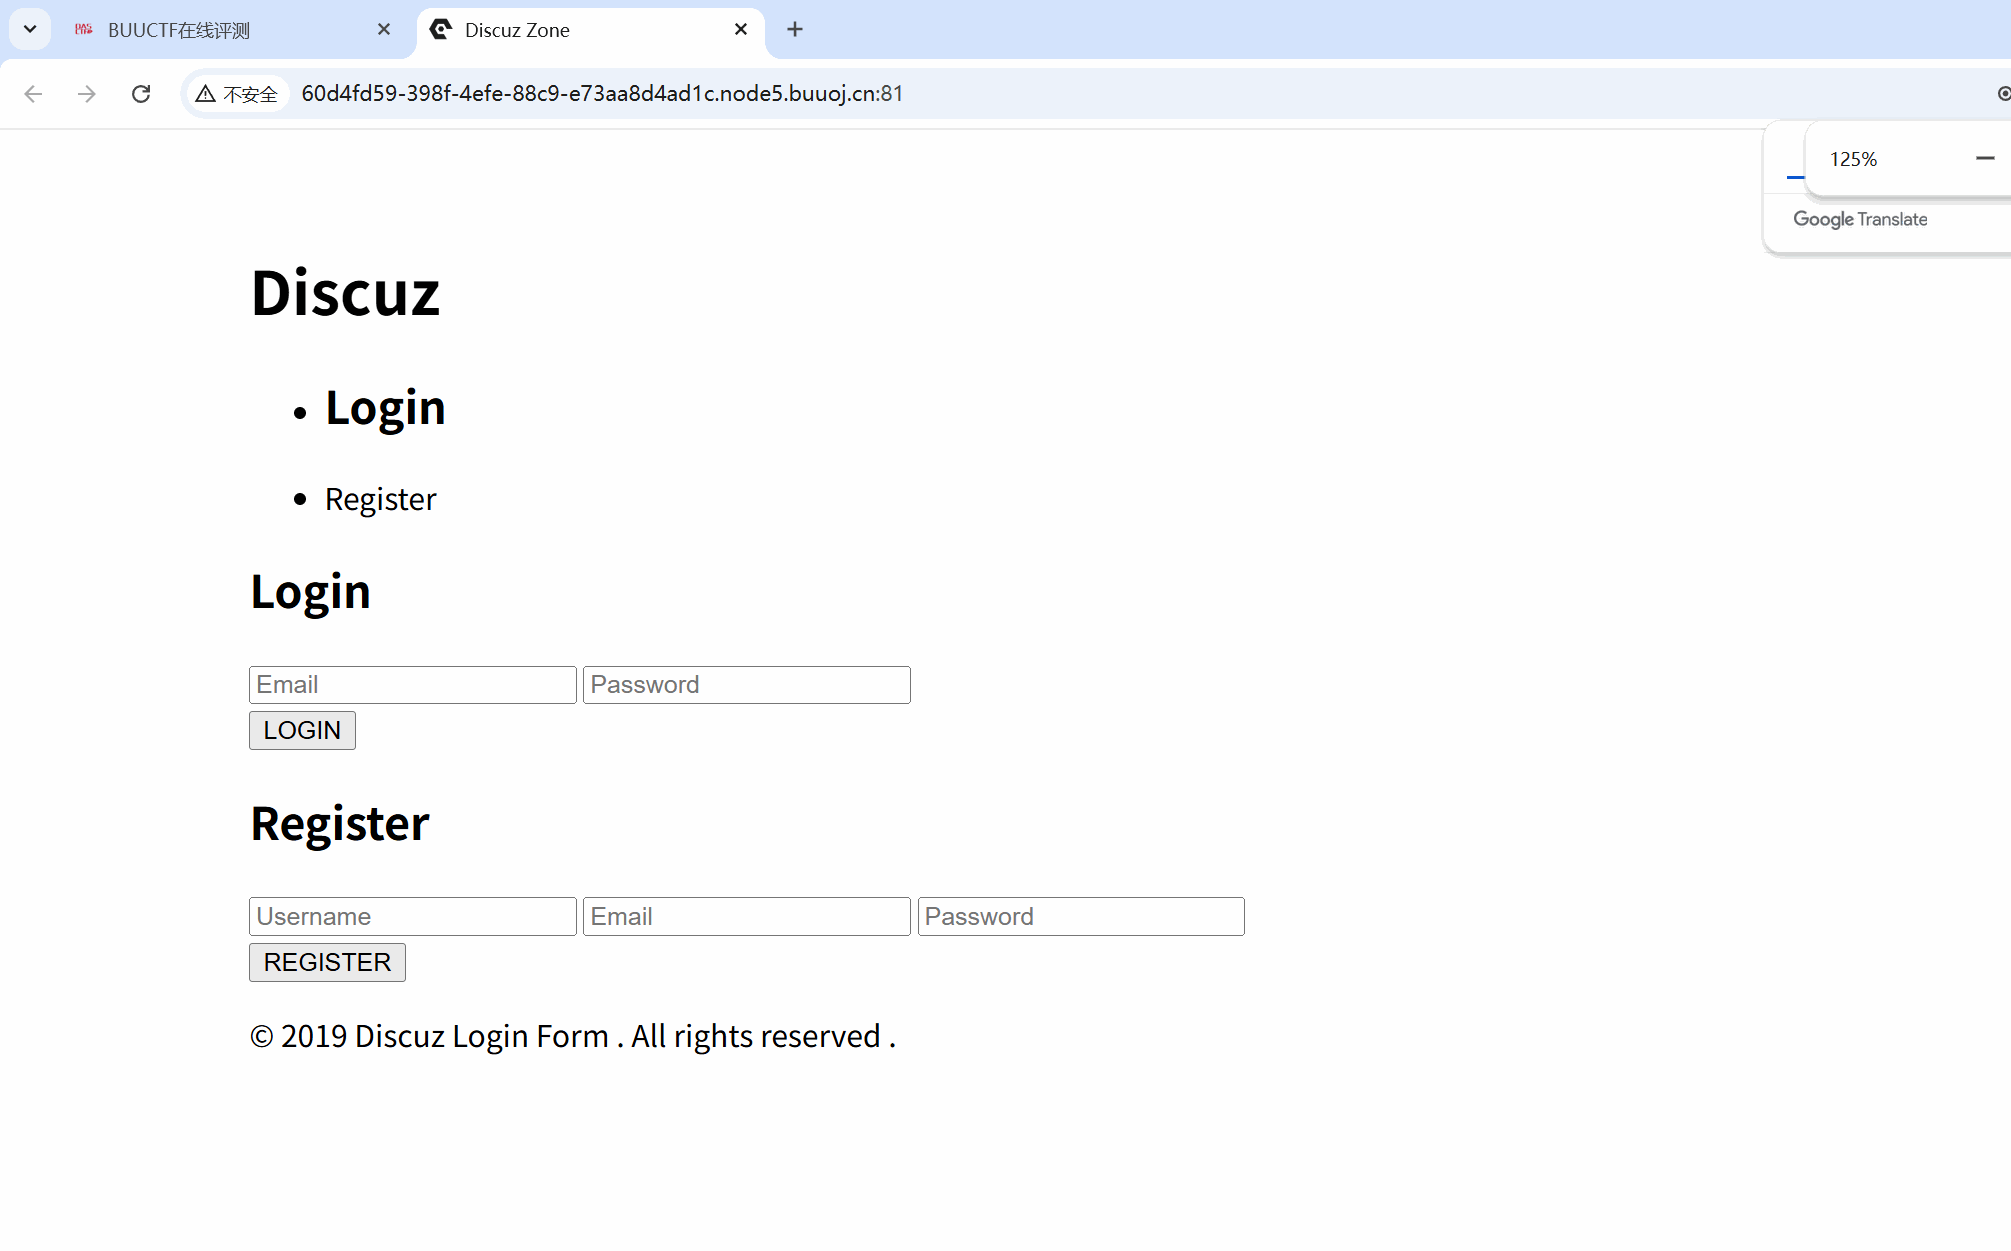 BUUCTF在线评测
Discuz Zone
不安全
60d4fd59-398f-4efe-88c9-e73aa8d4ad1c.node5.buuoj.cn:81
125%
Google Translate
Discuz
Login
Register
Login
Email Password
LOGIN
Register
Username Email Password
REGISTER
© 2019 Discuz Login Form . All rights reserved .